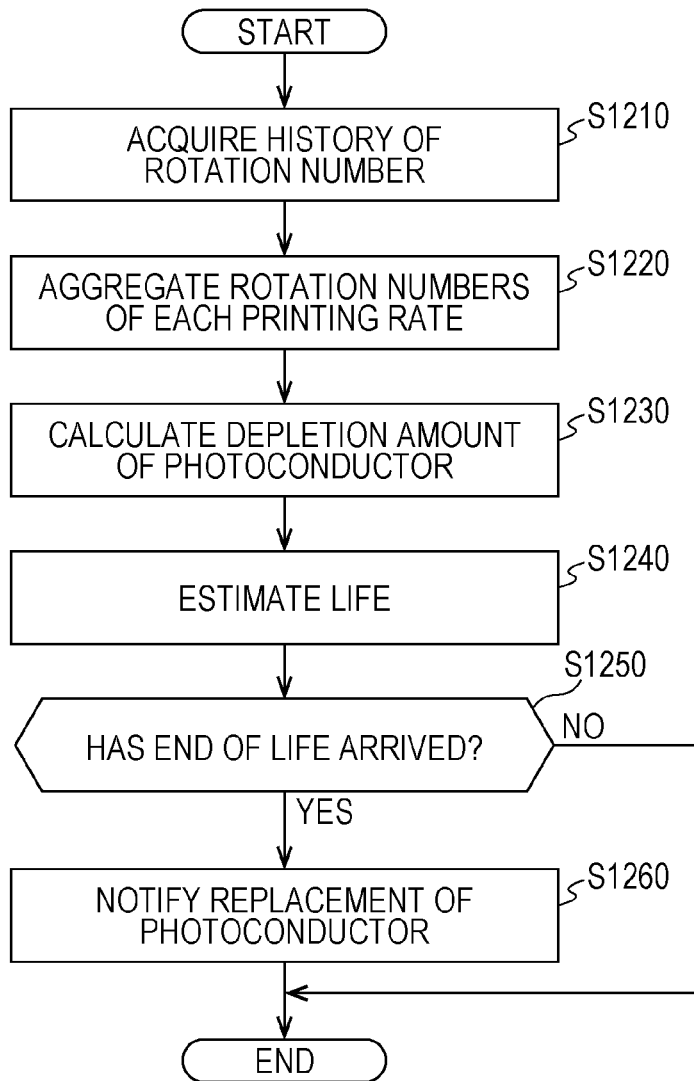 START
ACQUIRE HISTORY OF
ROTATION NUMBER
S1210
AGGREGATE ROTATION NUMBERS
OF EACH PRINTING RATE
S1220
CALCULATE DEPLETION AMOUNT
OF PHOTOCONDUCTOR
S1230
ESTIMATE LIFE
S1240
HAS END OF LIFE ARRIVED?
S1250
NO
YES
NOTIFY REPLACEMENT OF
PHOTOCONDUCTOR
S1260
END